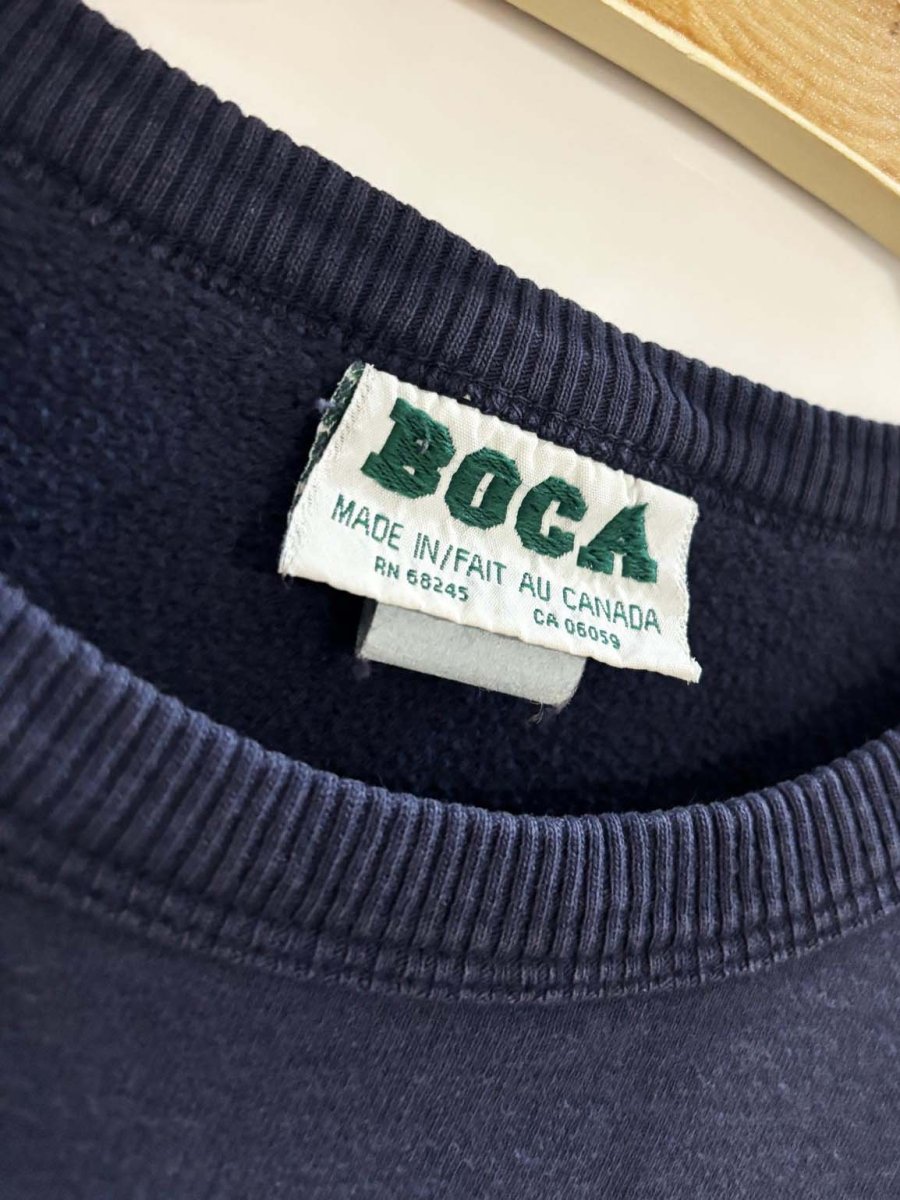 BOCA
MADE IN/FAIT AU CANADA
RN 68245 CA 06059